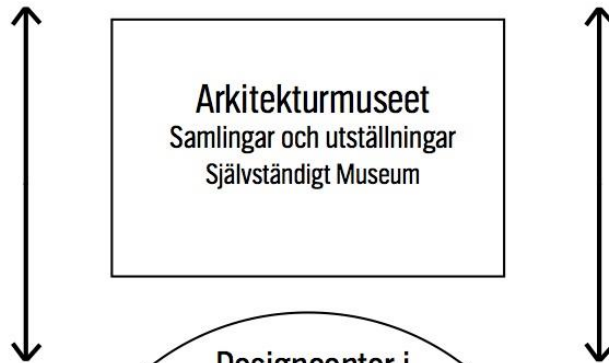 Arkitekturmuseet
Samlingar och utställningar
Självständigt Museum
Designcenter i